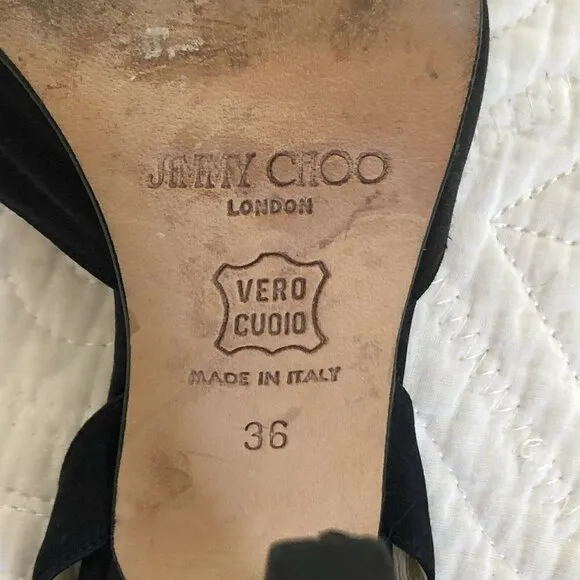 JIMMY CHOO
LONDON
VERO
CUOIO
MADE IN ITALY
36